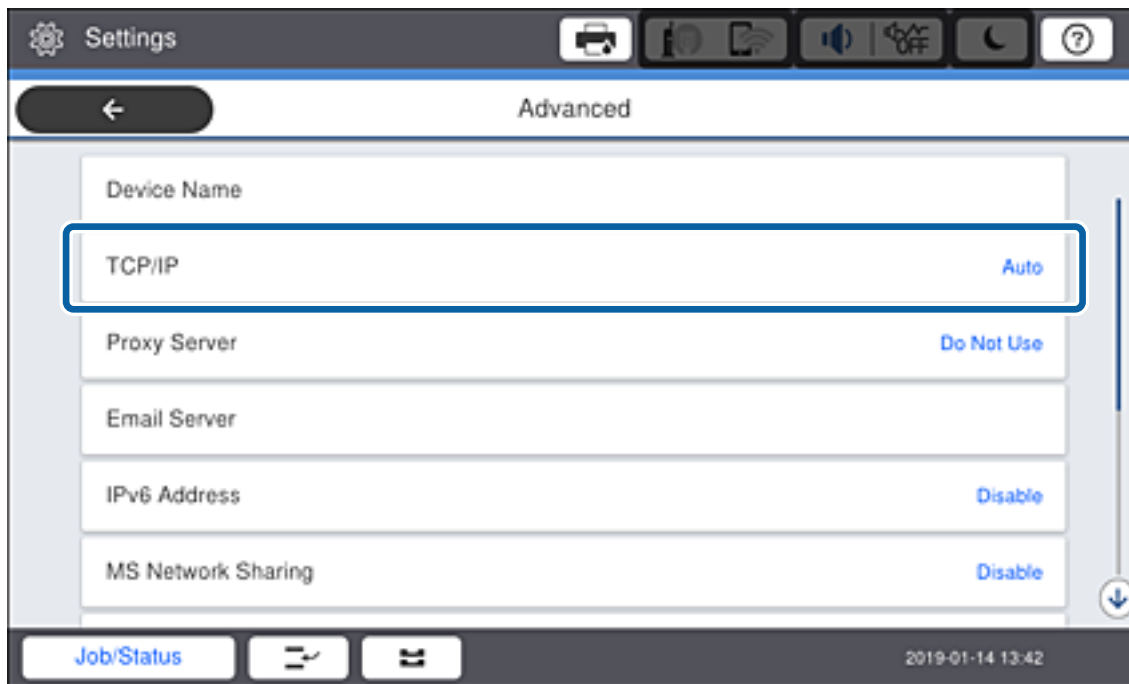 Settings
OFF
?
Advanced
Device Name
TCP/IP Auto
Proxy Server Do Not Use
Email Server
IPv6 Address Disable
MS Network Sharing Disable
Job/Status 2019-01-14 13:42